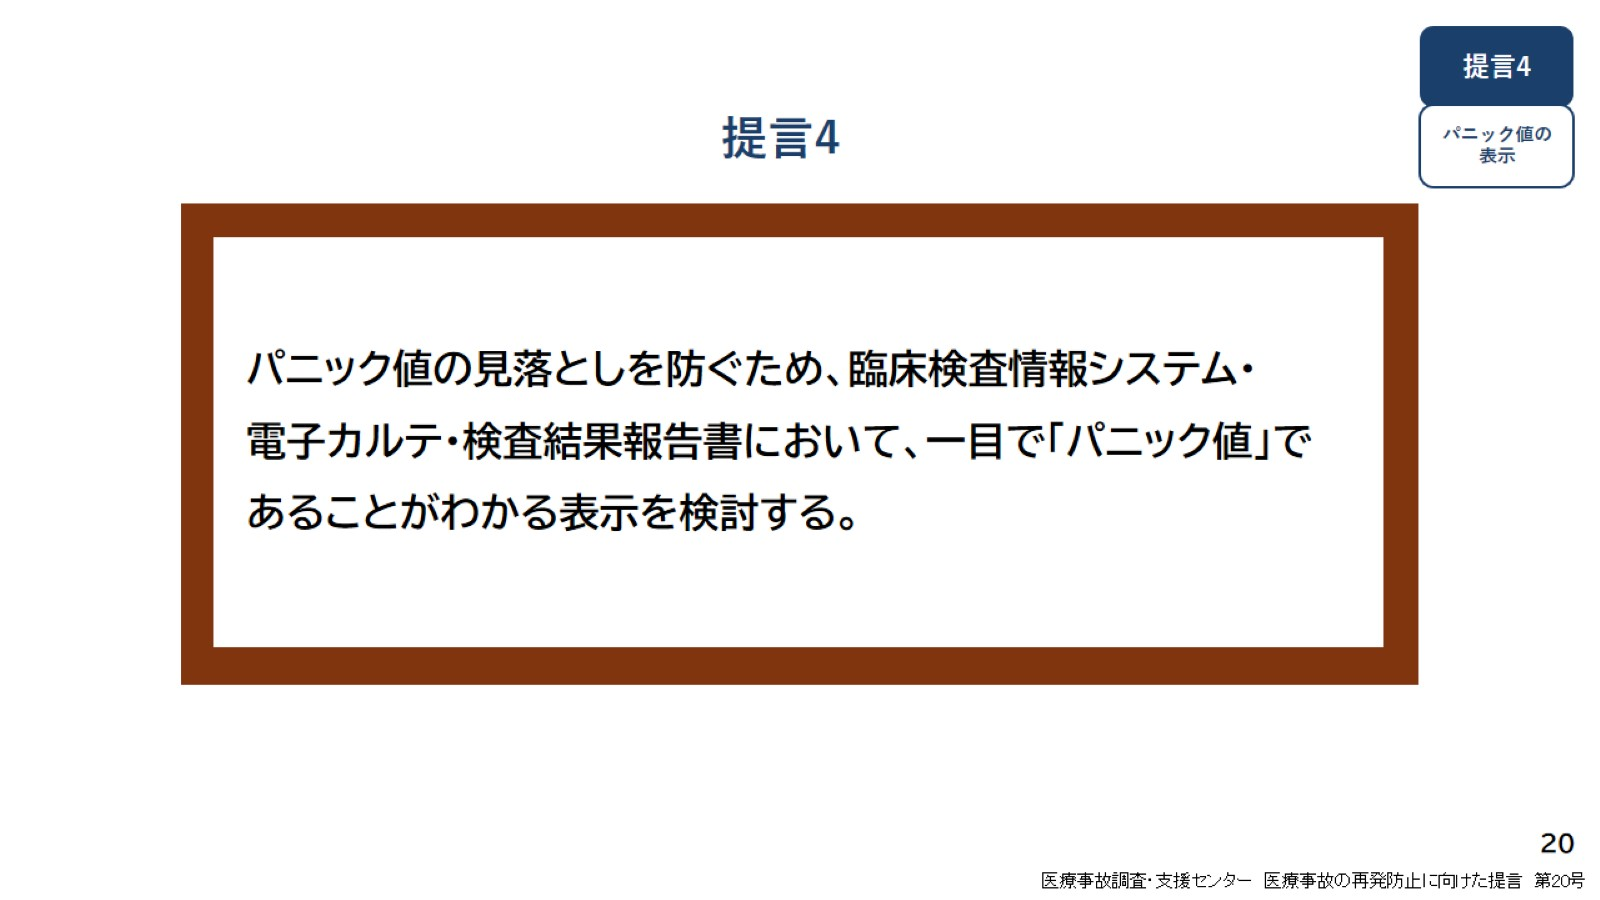 提言4
パニック値の
表示
提言4
パニック値の見落としを防ぐため、臨床検査情報システム・
電子カルテ・検査結果報告書において、一目で「パニック値」で
あることがわかる表示を検討する。
20
医療事故調査・支援センター 医療事故の再発防止に向けた提言 第20号